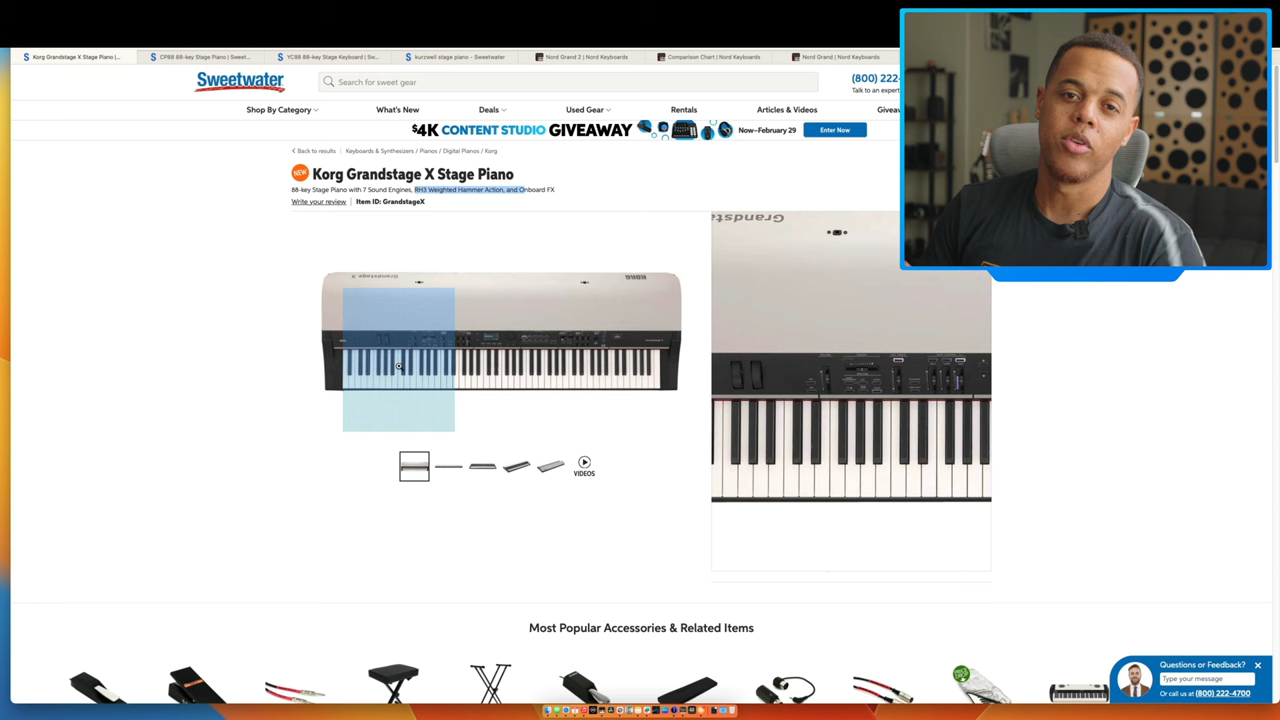 Korg Grandstage X Stage Piano |...
CP88 88-key Stage Piano | Sweet...
YC88 88-key Stage Keyboard | Sw...
kurzweil stage piano - Sweetwater
Nord Grand 2 | Nord Keyboards
Comparison Chart | Nord Keyboards
Nord Grand | Nord Keyboards
Sweetwater
Search for sweet gear
(800) 222-
Talk to an expert
Shop By Category
What's New
Deals
Used Gear
Rentals
Articles & Videos
Giveaw
$4K CONTENT STUDIO GIVEAWAY
Now–February 29
Enter Now
Back to results
Keyboards & Synthesizers / Pianos / Digital Pianos / Korg
NEW
Korg Grandstage X Stage Piano
88-key Stage Piano with 7 Sound Engines, RH3 Weighted Hammer Action, and Onboard FX
Write your review
Item ID: GrandstageX
Grandstage X
KORG
Grandstage
VIDEOS
Most Popular Accessories & Related Items
Questions or Feedback?
Type your message
Or call us at (800) 222-4700